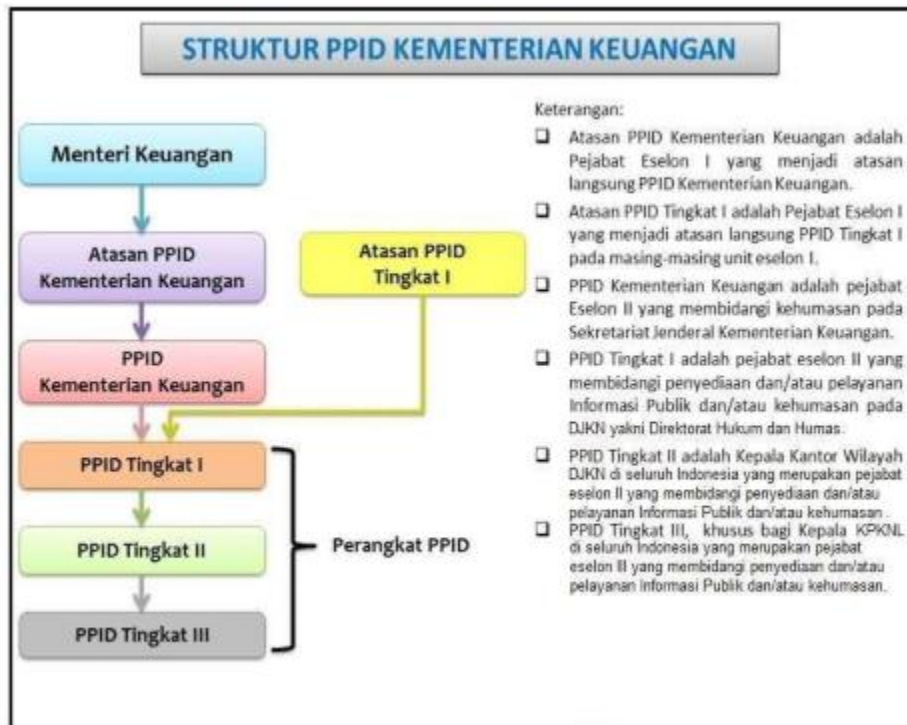 STRUKTUR PPID KEMENTERIAN KEUANGAN
Menteri Keuangan
Atasan PPID
Kementerian Keuangan
Atasan PPID
Tingkat I
PPID
Kementerian Keuangan
PPID Tingkat I
PPID Tingkat II
PPID Tingkat III
Perangkat PPID
Keterangan:
Atasan PPID Kementerian Keuangan adalah
Pejabat Eselon I yang menjadi atasan
langsung PPID Kementerian Keuangan.
Atasan PPID Tingkat I adalah Pejabat Eselon I
yang menjadi atasan langsung PPID Tingkat I
pada masing-masing unit eselon I.
PPID Kementerian Keuangan adalah pejabat
Eselon II yang membidangi kehumasan pada
Sekretariat Jenderal Kementerian Keuangan.
PPID Tingkat I adalah pejabat eselon II yang
membidangi penyediaan dan/atau pelayanan
Informasi Publik dan/atau kehumasan pada
DJKN yakni Direktorat Hukum dan Humas.
PPID Tingkat II adalah Kepala Kantor Wilayah
DJKN di seluruh Indonesia yang merupakan pejabat
eselon II yang membidangi penyediaan dan/atau
pelayanan Informasi Publik dan/atau kehumasan .
PPID Tingkat III, khusus bagi Kepala KPKNL
di seluruh Indonesia yang merupakan pejabat
eselon III yang membidangi penyediaan dan/atau
pelayanan Informasi Publik dan/atau kehumasan.